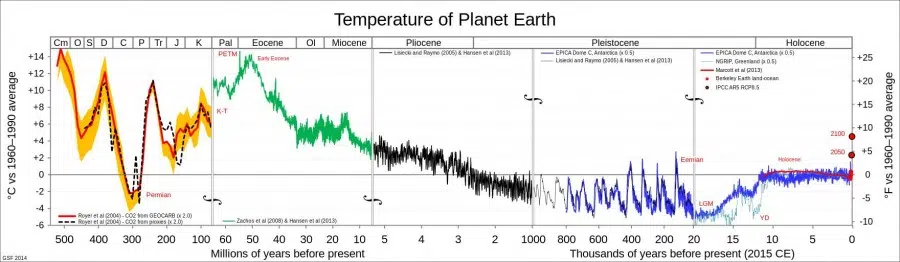 Temperature of Planet Earth
Cm O S D C P Tr J K Pal Eocene Ol Miocene Pliocene Pleistocene Holocene
°C vs 1960–1990 average
+14
+12
+10
+8
+6
+4
+2
0
-2
-4
-6
PETM
Early Eocene
K-T
Permian
Royer et al (2004) - CO2 from GEOCARB (x 2.0)
Royer et al (2004) - CO2 from proxies (x 2.0)
Zachos et al (2008) & Hansen et al (2013)
Lisiecki and Raymo (2005) & Hansen et al (2013)
EPICA Dome C, Antarctica (x 0.5)
Lisiecki and Raymo (2005) & Hansen et al (2013)
Eemian
EPICA Dome C, Antarctica (x 0.5)
NGRIP, Greenland (x 0.5)
Marcott et al (2013)
Berkeley Earth land-ocean
IPCC AR5 RCP8.5
2100
2050
Holocene
LGM
YD
+25
+20
+15
+10
+5
0
-5
-10
°F vs 1960–1990 average
500 400 300 200 100 60 50 40 30 20 10 5 4 3 2 1000 800 600 400 200 20 15 10 5 0
Millions of years before present
Thousands of years before present (2015 CE)
GSF 2014